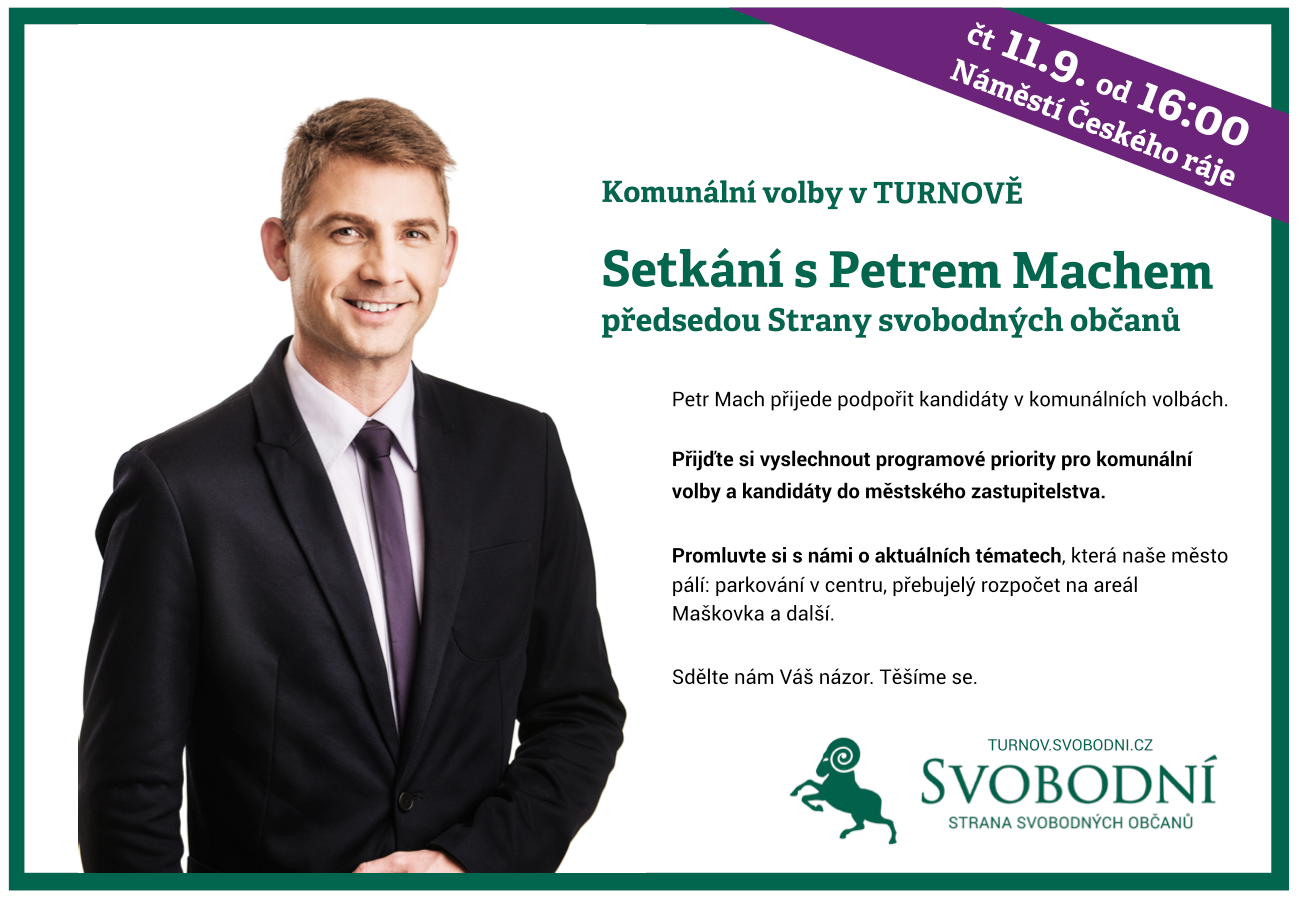 čt 11.9. od 16:00
Náměstí Českého ráje
Komunální volby v TURNOVĚ
Setkání s Petrem Machem
předsedou Strany svobodných občanů
Petr Mach přijede podpořit kandidáty v komunálních volbách.
Přijďte si vyslechnout programové priority pro komunální
volby a kandidáty do městského zastupitelstva.
Promluvte si s námi o aktuálních tématech, která naše město
pálí: parkování v centru, přebujelý rozpočet na areál
Maškovka a další.
Sdělte nám Váš názor. Těšíme se.
TURNOV.SVOBODNI.CZ
SVOBODNÍ
STRANA SVOBODNÝCH OBČANŮ